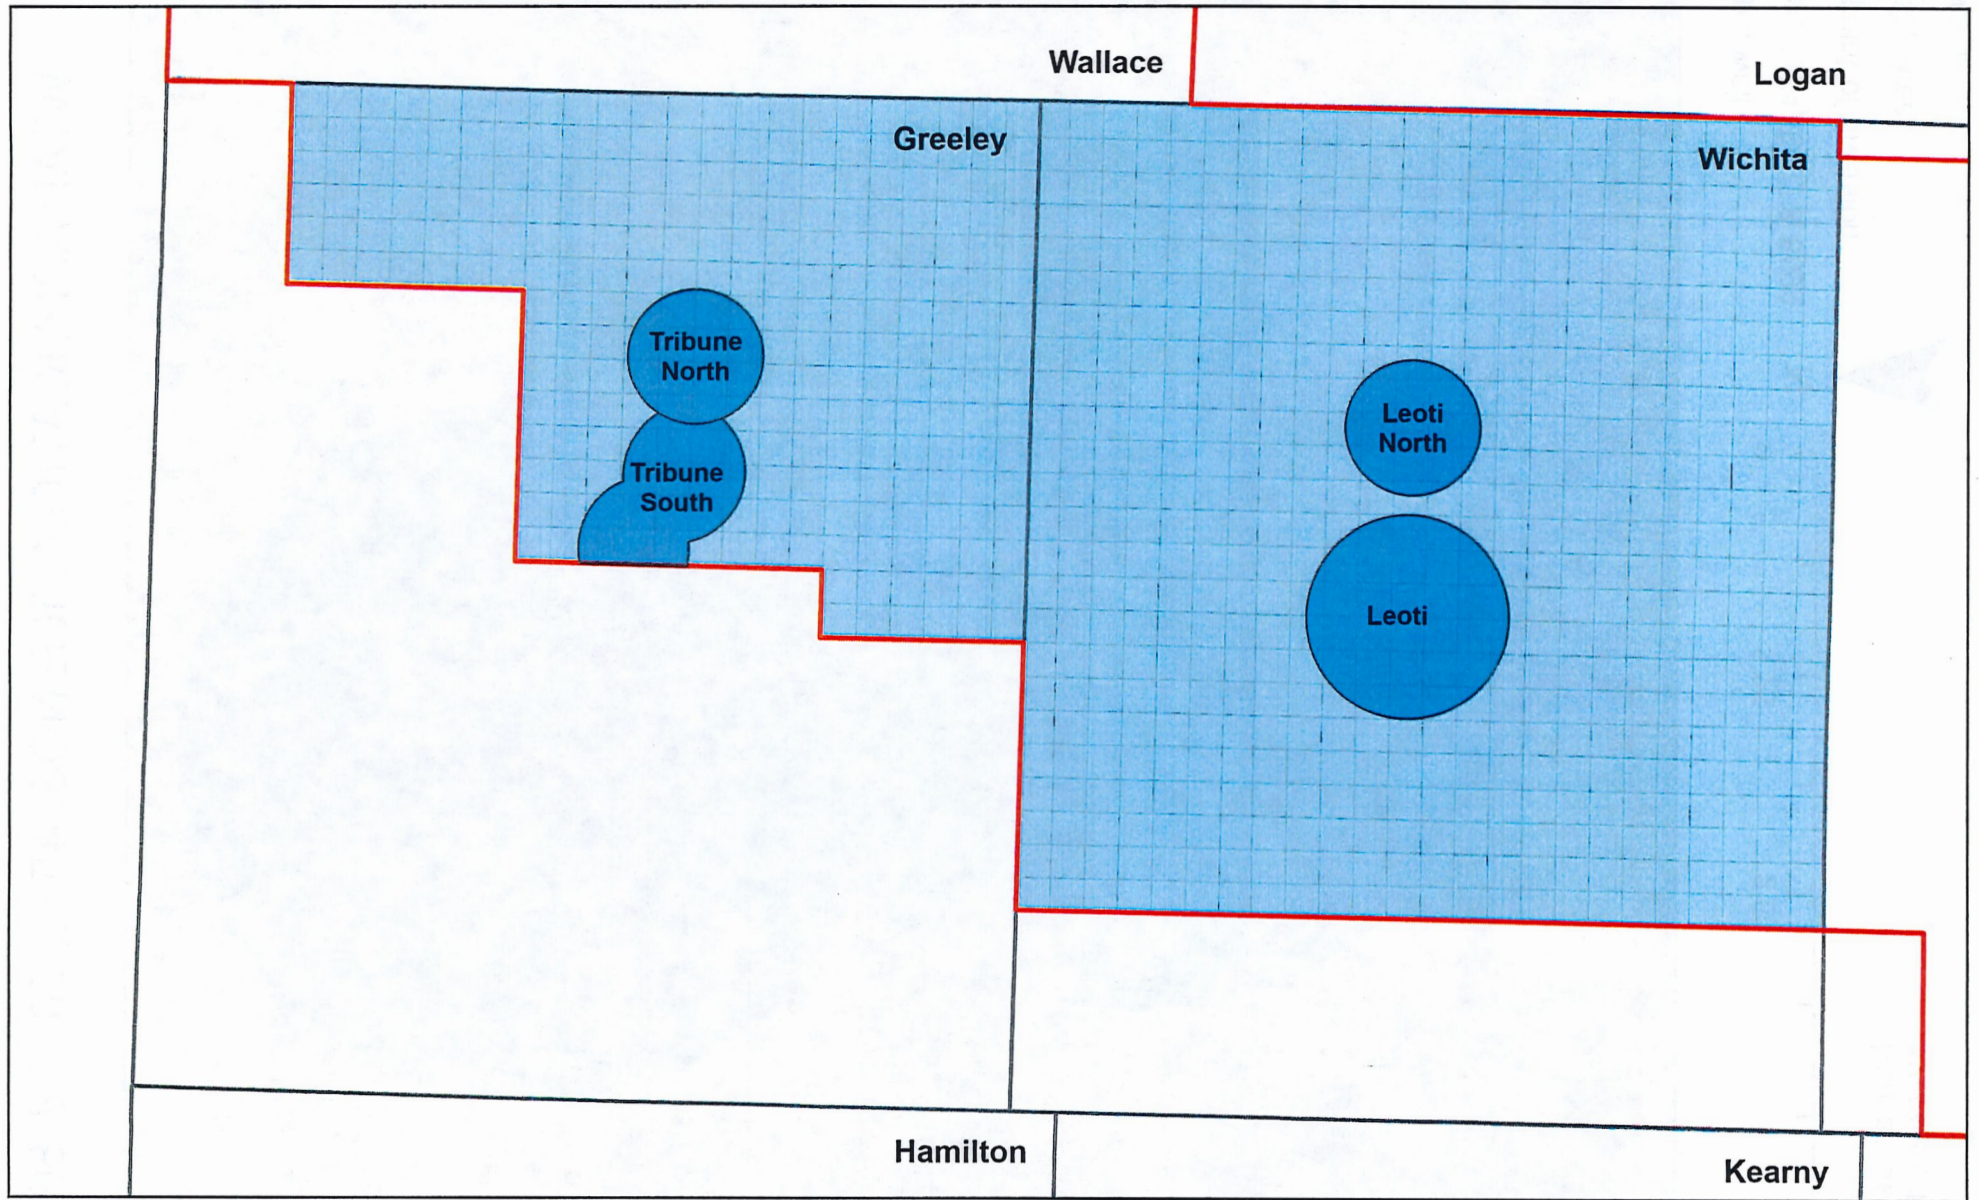 Wallace
Logan
Greeley
Wichita
Tribune
North
Leoti
North
Tribune
South
Leoti
Hamilton
Kearny